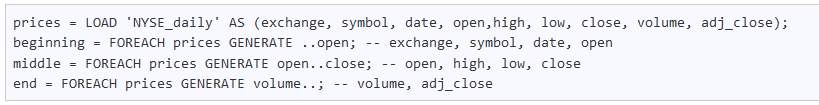 prices = LOAD 'NYSE_daily' AS (exchange, symbol, date, open,high, low, close, volume, adj_close);
beginning = FOREACH prices GENERATE ..open; -- exchange, symbol, date, open
middle = FOREACH prices GENERATE open..close; -- open, high, low, close
end = FOREACH prices GENERATE volume..; -- volume, adj_close